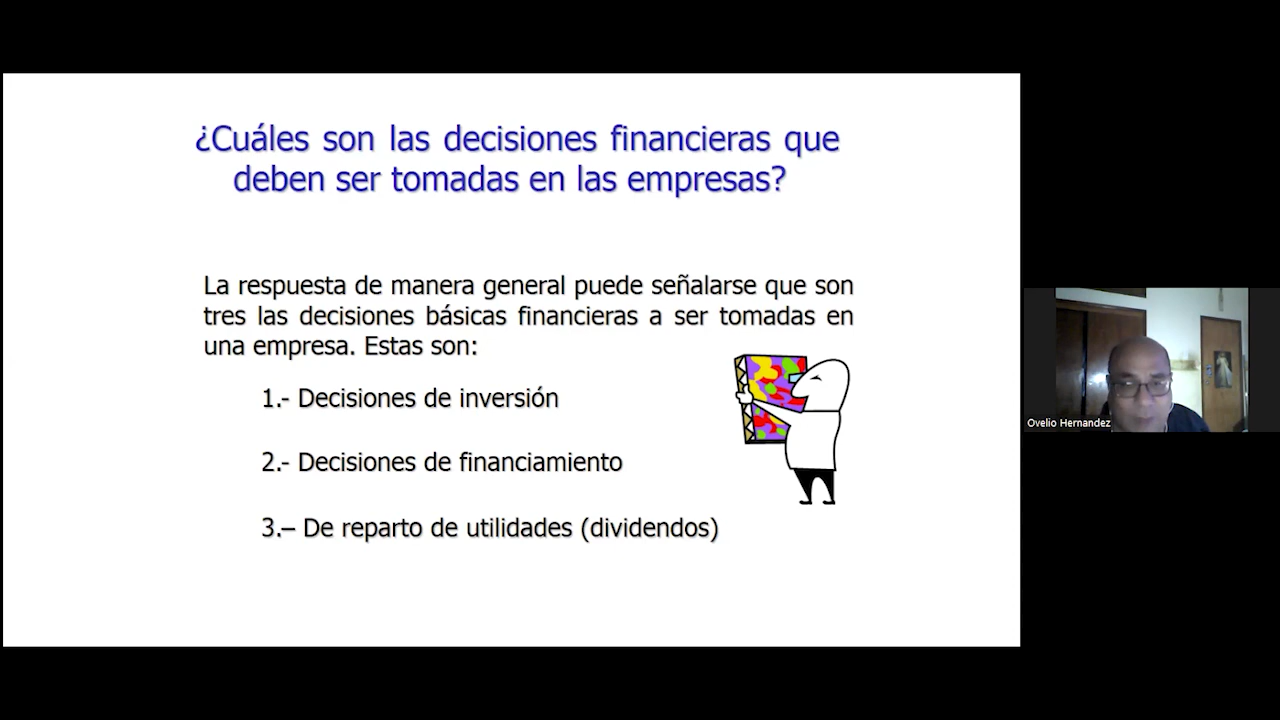 ¿Cuáles son las decisiones financieras que
deben ser tomadas en las empresas?
La respuesta de manera general puede señalarse que son
tres las decisiones básicas financieras a ser tomadas en
una empresa. Estas son:
1.- Decisiones de inversión
2.- Decisiones de financiamiento
3.– De reparto de utilidades (dividendos)
Ovelio Hernandez